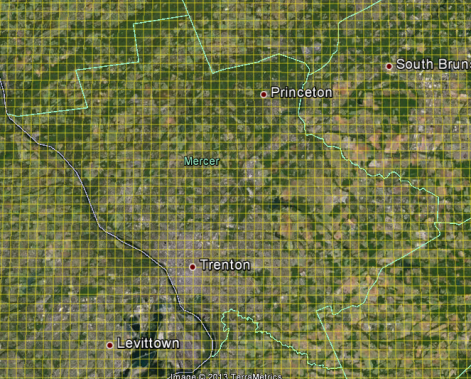 South Bruns
Princeton
Mercer
Trenton
Levittown
Image © 2013 TerraMetrics